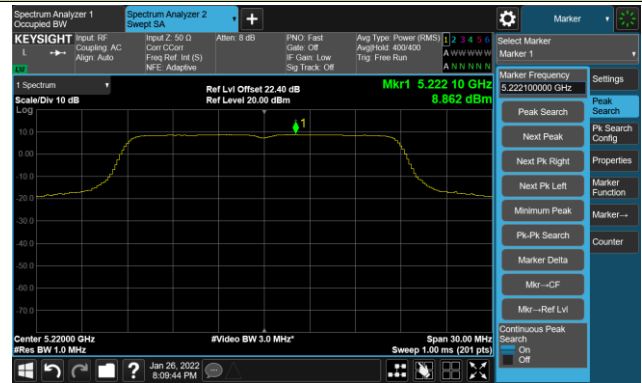 Spectrum Analyzer 1
Occupied BW
Spectrum Analyzer 2
Swept SA
Marker
KEYSIGHT
L
Input: RF
Coupling: AC
Align: Auto
Input Z: 50 Ω
Corr CCorr
Freq Ref: Int (S)
NFE: Adaptive
Atten: 8 dB
PNO: Fast
Gate: Off
IF Gain: Low
Sig Track: Off
Avg Type: Power (RMS)
Avg|Hold: 400/400
Trig: Free Run
1 2 3 4 5 6
A W W W W W
A N N N N N
Select Marker
Marker 1
1 Spectrum
Scale/Div 10 dB
Log
Ref Lvl Offset 22.40 dB
Ref Level 20.00 dBm
Mkr1 5.222 10 GHz
8.862 dBm
1
10.0
0.00
-10.0
-20.0
-30.0
-40.0
-50.0
-60.0
-70.0
Center 5.22000 GHz
#Res BW 1.0 MHz
#Video BW 3.0 MHz*
Span 30.00 MHz
Sweep 1.00 ms (201 pts)
Marker Frequency
5.222100000 GHz
Peak Search
Next Peak
Next Pk Right
Next Pk Left
Minimum Peak
Pk-Pk Search
Marker Delta
Mkr→CF
Mkr→Ref Lvl
Continuous Peak
Search
On
Off
Settings
Peak
Search
Pk Search
Config
Properties
Marker
Function
Marker→
Counter
?
Jan 26, 2022
8:09:44 PM